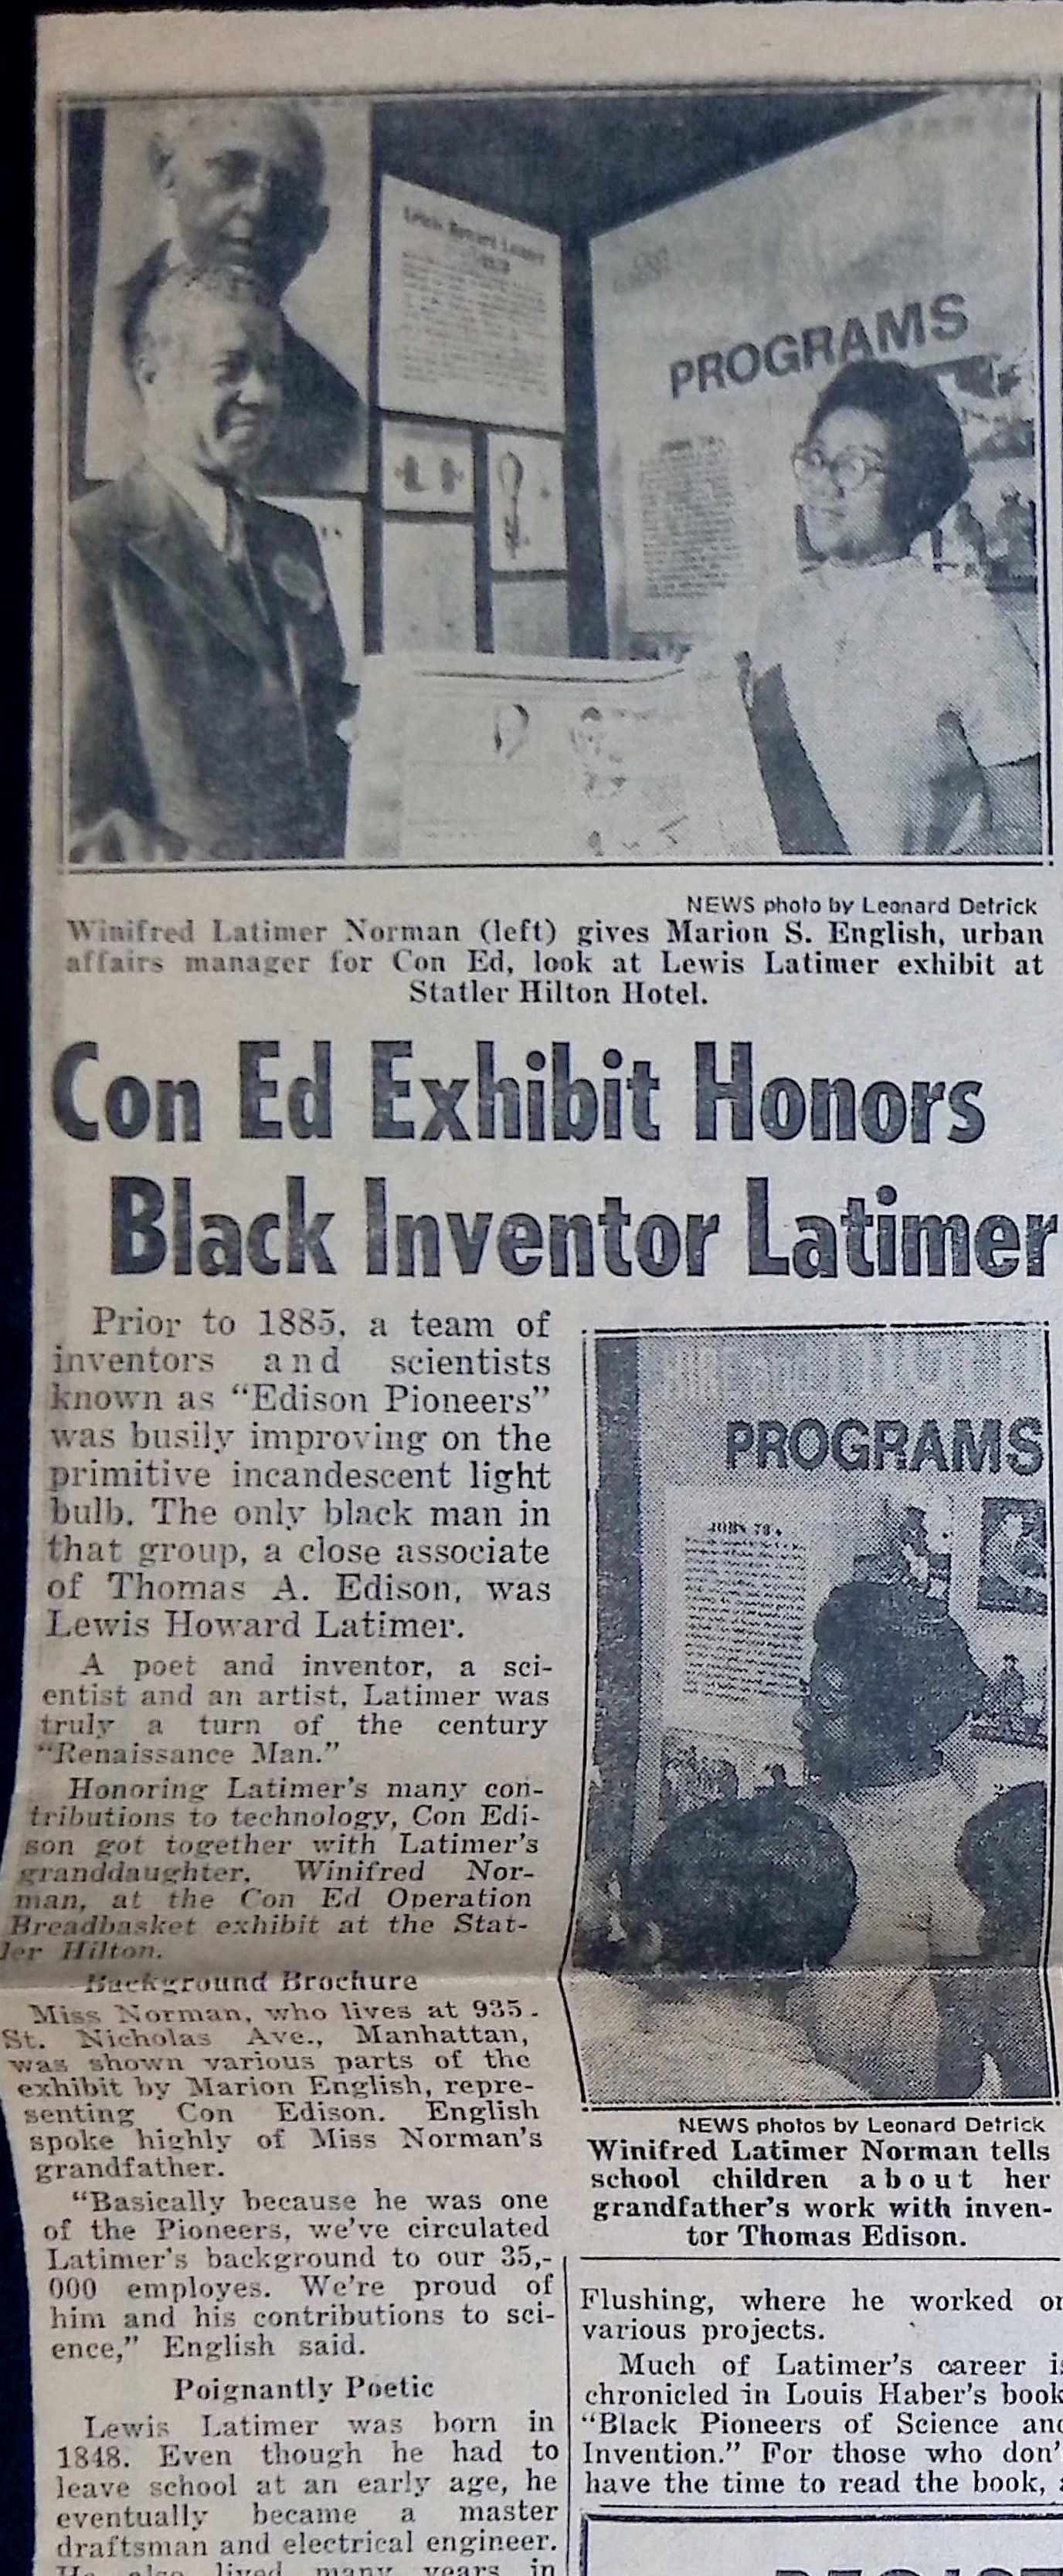 PROGRAMS
NEWS photo by Leonard Detrick
Winifred Latimer Norman (left) gives Marion S. English, urban
affairs manager for Con Ed, look at Lewis Latimer exhibit at
Statler Hilton Hotel.
Con Ed Exhibit Honors
Black Inventor Latimer
Prior to 1885, a team of
inventors and scientists
known as “Edison Pioneers”
was busily improving on the
primitive incandescent light
bulb. The only black man in
that group, a close associate
of Thomas A. Edison, was
Lewis Howard Latimer.
A poet and inventor, a sci-
entist and an artist, Latimer was
truly a turn of the century
“Renaissance Man.”
Honoring Latimer’s many con-
tributions to technology, Con Edi-
son got together with Latimer’s
granddaughter, Winifred Nor-
man, at the Con Ed Operation
Breadbasket exhibit at the Stat-
ler Hilton.
Background Brochure
Miss Norman, who lives at 935
St. Nicholas Ave., Manhattan,
was shown various parts of the
exhibit by Marion English, repre-
senting Con Edison. English
spoke highly of Miss Norman’s
grandfather.
“Basically because he was one
of the Pioneers, we’ve circulated
Latimer’s background to our 35,-
000 employes. We’re proud of
him and his contributions to sci-
ence,” English said.
Poignantly Poetic
Lewis Latimer was born in
1848. Even though he had to
leave school at an early age, he
eventually became a master
draftsman and electrical engineer.
He also lived many years in
PROGRAMS
JOBS 70's
NEWS photos by Leonard Detrick
Winifred Latimer Norman tells
school children about her
grandfather’s work with inven-
tor Thomas Edison.
Flushing, where he worked on
various projects.
Much of Latimer’s career is
chronicled in Louis Haber’s book
“Black Pioneers of Science and
Invention.” For those who don’t
have the time to read the book,